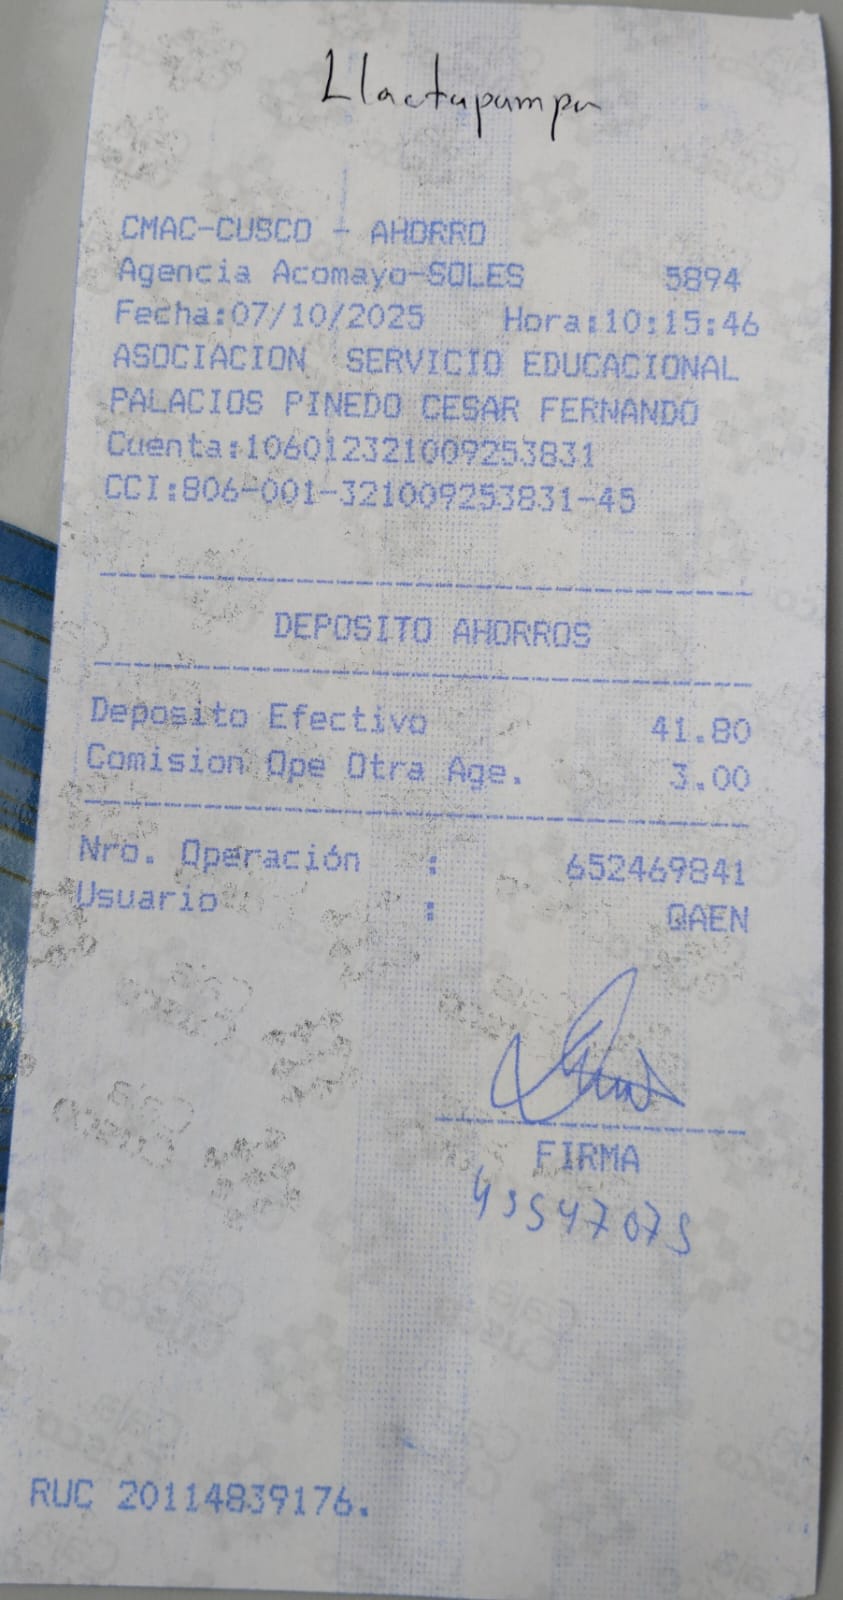 Llactapampa
CMAC-CUSCO - AHORRO
Agencia Acomayo-SOLES 5894
Fecha:07/10/2025 Hora:10:15:46
ASOCIACION SERVICIO EDUCACIONAL
PALACIOS PINEDO CESAR FERNANDO
Cuenta:106012321009253831
CCI:806-001-321009253831-45
DEPOSITO AHORROS
Deposito Efectivo 41.80
Comision Ope Otra Age. 3.00
Nro. Operación : 652469841
Usuario : QAEN
FIRMA
43547075
RUC 20114839176.